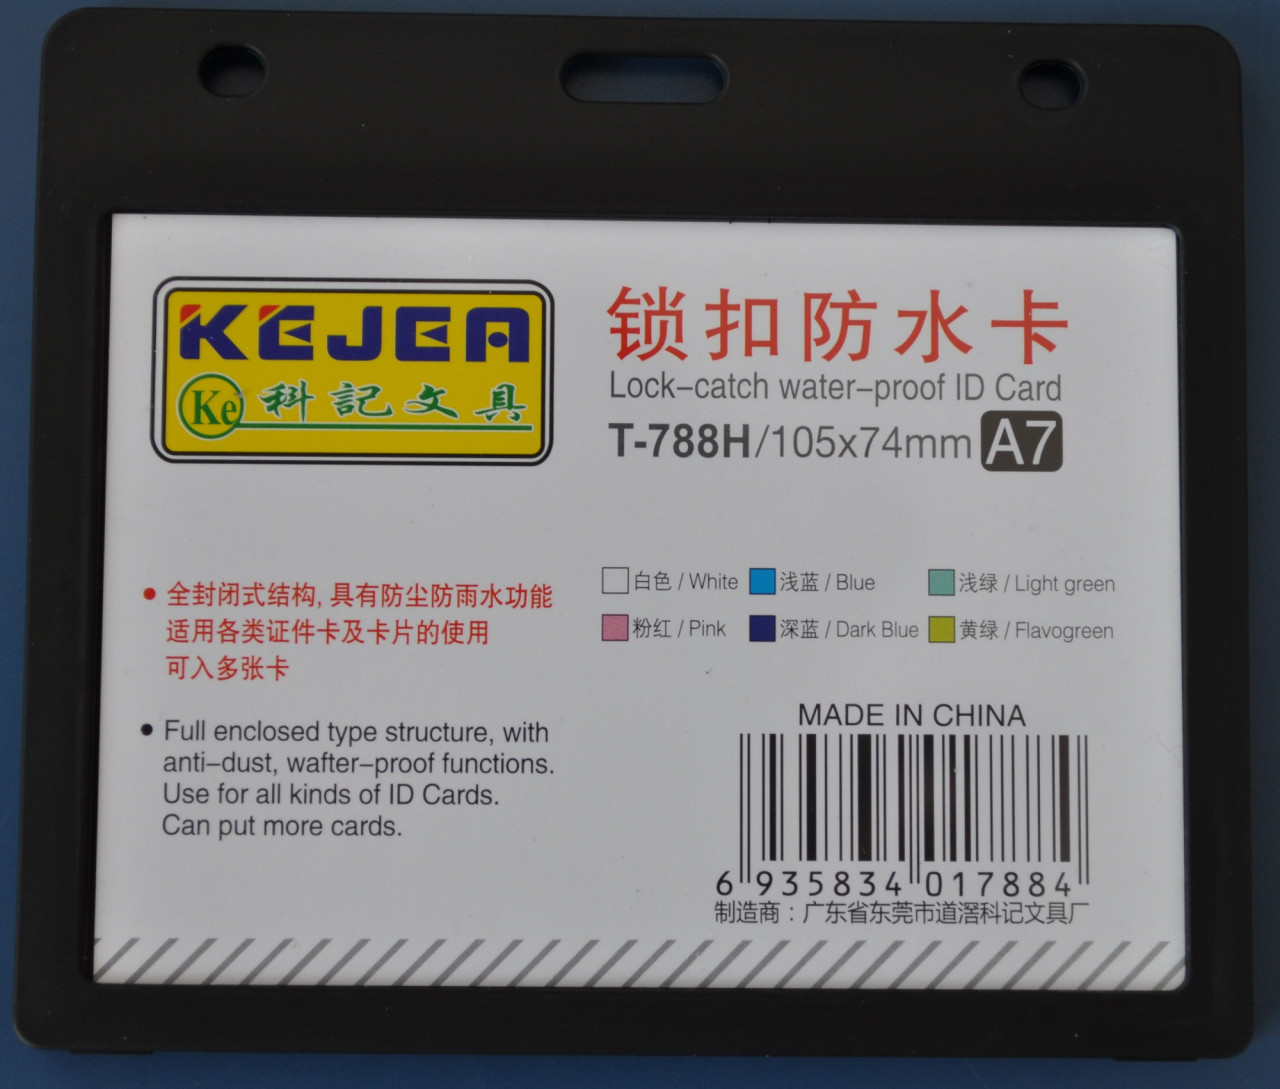 KEJEA
Ke 科記文具
锁扣防水卡
Lock-catch water-proof ID Card
T-788H/105x74mm A7
白色 / White 浅蓝 / Blue 浅绿 / Light green
粉红 / Pink 深蓝 / Dark Blue 黄绿 / Flavogreen
• 全封闭式结构, 具有防尘防雨水功能
适用各类证件卡及卡片的使用
可入多张卡
• Full enclosed type structure, with
anti-dust, wafter-proof functions.
Use for all kinds of ID Cards.
Can put more cards.
MADE IN CHINA
6 935834 017884
制造商：广东省东莞市道滘科记文具厂